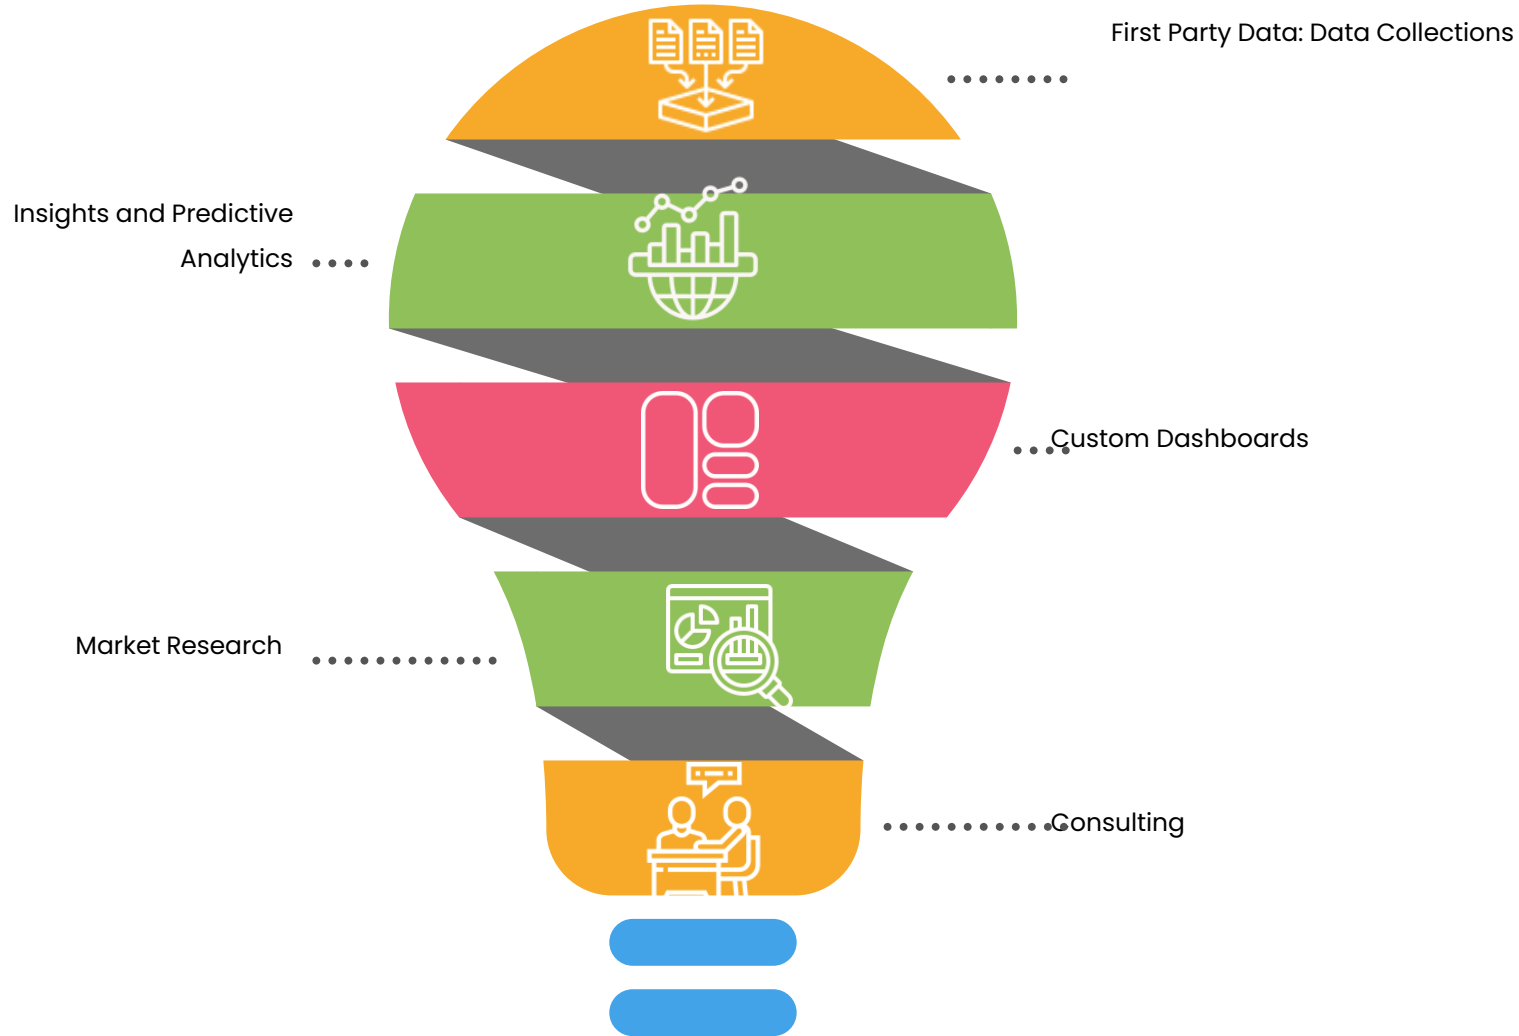 First Party Data: Data Collections
Insights and Predictive
Analytics
Custom Dashboards
Market Research
Consulting